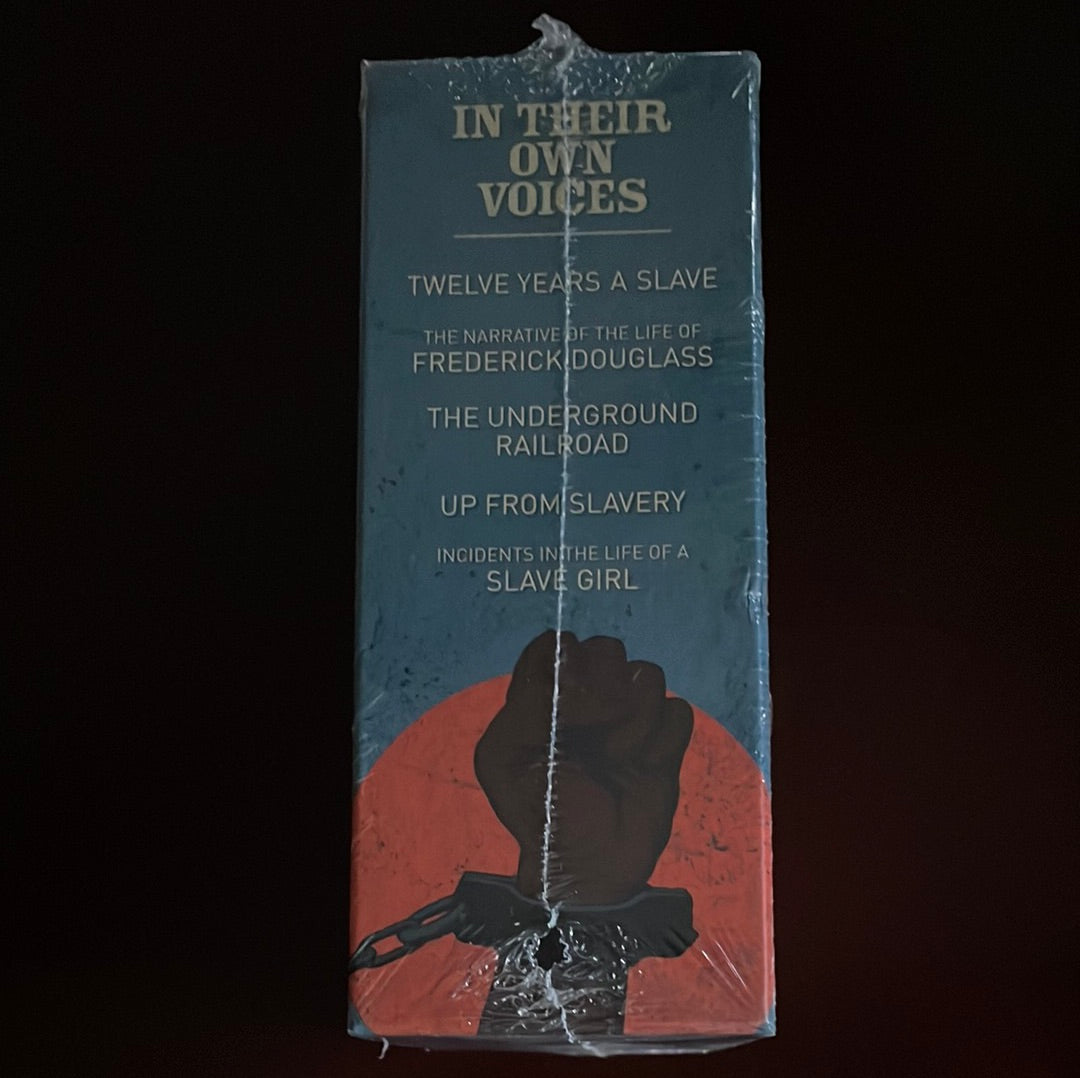 IN THEIR
OWN
VOICES
TWELVE YEARS A SLAVE
THE NARRATIVE OF THE LIFE OF
FREDERICK DOUGLASS
THE UNDERGROUND
RAILROAD
UP FROM SLAVERY
INCIDENTS IN THE LIFE OF A
SLAVE GIRL